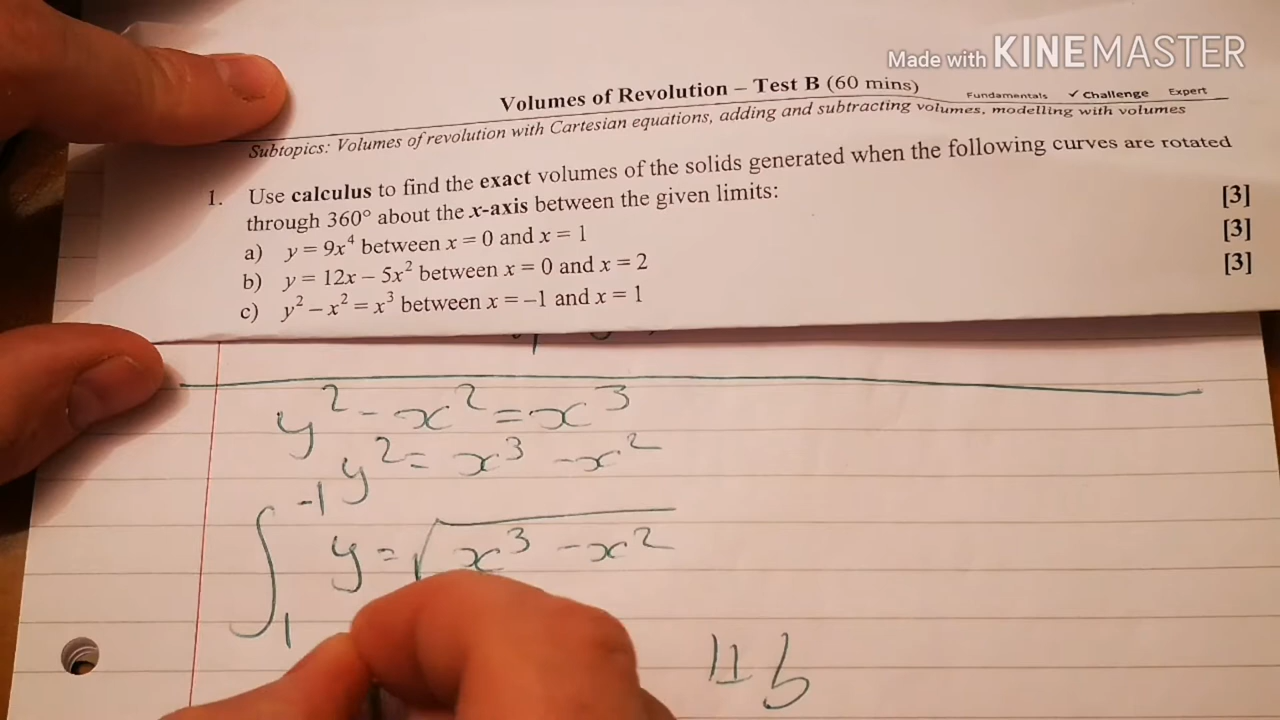 Made with KINEMASTER
Volumes of Revolution – Test B (60 mins)
Fundamentals ✓ Challenge Expert
Subtopics: Volumes of revolution with Cartesian equations, adding and subtracting volumes, modelling with volumes
1. Use calculus to find the exact volumes of the solids generated when the following curves are rotated
through 360° about the x-axis between the given limits:
a) y = 9x⁴ between x = 0 and x = 1 [3]
b) y = 12x – 5x² between x = 0 and x = 2 [3]
c) y² – x² = x³ between x = –1 and x = 1 [3]
y² - x² = x³
y² = x³ - x²
∫ -1
y = √x³ - x²
1